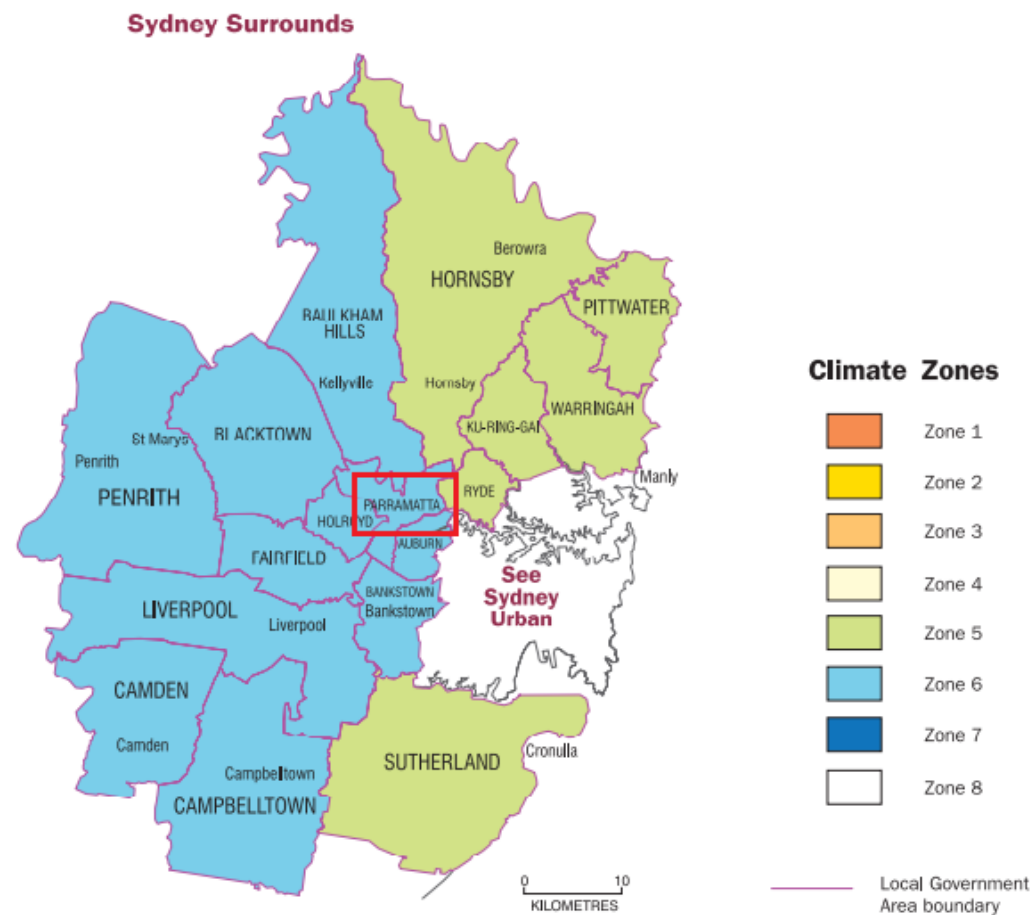 Sydney Surrounds
Berowra
HORNSBY
PITTWATER
BAULKHAM
HILLS
Kellyville
Hornsby
WARRINGAH
KU-RING-GAI
BLACKTOWN
St Marys
Penrith
PENRITH
Manly
RYDE
PARRAMATTA
HOLROYD
AUBURN
FAIRFIELD
See
Sydney
Urban
BANKSTOWN
Bankstown
LIVERPOOL
Liverpool
CAMDEN
Camden
SUTHERLAND
Cronulla
Campbelltown
CAMPBELLTOWN
0 10
KILOMETRES
Climate Zones
Zone 1
Zone 2
Zone 3
Zone 4
Zone 5
Zone 6
Zone 7
Zone 8
Local Government
Area boundary